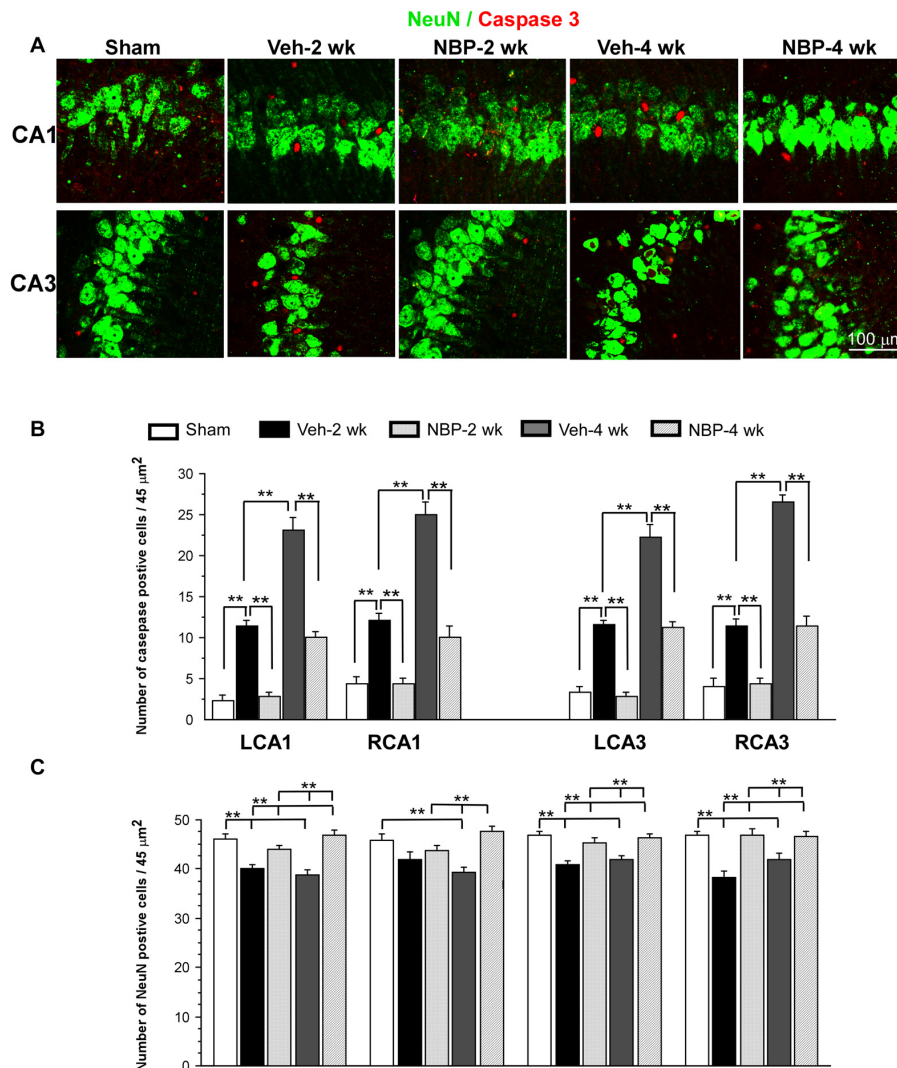 NeuN / Caspase 3
A
Sham Veh-2 wk NBP-2 wk Veh-4 wk NBP-4 wk
CA1
CA3
100 μm
B
Sham Veh-2 wk NBP-2 wk Veh-4 wk NBP-4 wk
Number of casepase postive cells / 45 μm²
30
25
20
15
10
5
0
** ** ** ** ** ** ** **
** ** ** ** ** ** ** **
LCA1 RCA1 LCA3 RCA3
C
Number of NeuN postive cells / 45 μm²
50
40
30
40
50
0
** ** ** ** ** ** ** ** ** ** **